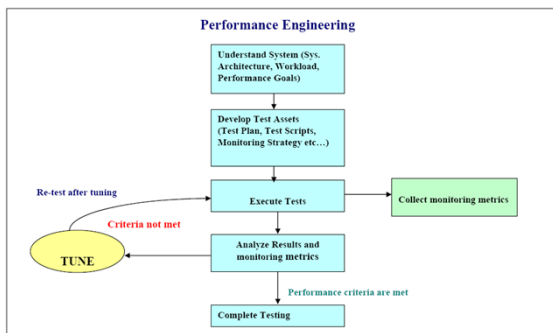 Performance Engineering
Understand System (Sys.
Architecture, Workload,
Performance Goals)
Develop Test Assets
(Test Plan, Test Scripts,
Monitoring Strategy etc…)
Re-test after tuning
Execute Tests
Collect monitoring metrics
Criteria not met
TUNE
Analyze Results and
monitoring metrics
Performance criteria are met
Complete Testing